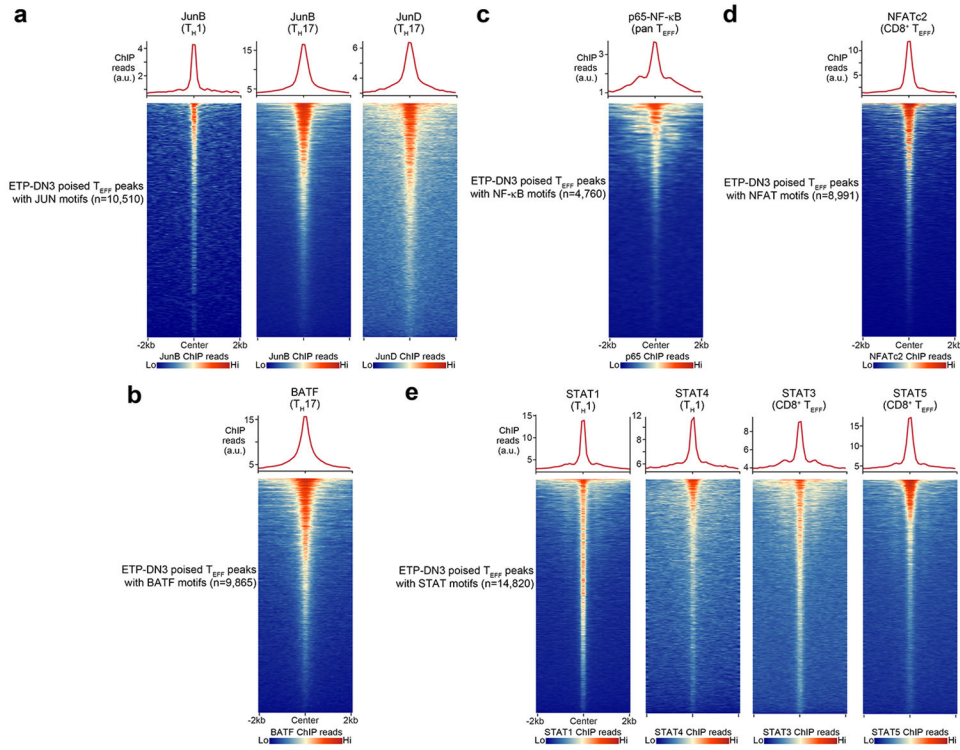 a
JunB
(TH1)
JunB
(TH17)
JunD
(TH17)
ChIP
reads
(a.u.)
4
2
15
5
6
4
2
ETP-DN3 poised TEFF peaks
with JUN motifs (n=10,510)
-2kb Center 2kb
JunB ChIP reads
Lo Hi
JunB ChIP reads
Lo Hi
JunD ChIP reads
Lo Hi
c
p65-NF-κB
(pan TEFF)
ChIP
reads
(a.u.)
3
1
ETP-DN3 poised TEFF peaks
with NF-κB motifs (n=4,760)
-2kb Center 2kb
p65 ChIP reads
Lo Hi
d
NFATc2
(CD8+ TEFF)
ChIP
reads
(a.u.)
10
6
2
ETP-DN3 poised TEFF peaks
with NFAT motifs (n=8,991)
-2kb Center 2kb
NFATc2 ChIP reads
Lo Hi
b
BATF
(TH17)
ChIP
reads
(a.u.)
15
5
ETP-DN3 poised TEFF peaks
with BATF motifs (n=9,865)
-2kb Center 2kb
BATF ChIP reads
Lo Hi
e
STAT1
(TH1)
STAT4
(TH1)
STAT3
(CD8+ TEFF)
STAT5
(CD8+ TEFF)
ChIP
reads
(a.u.)
15
10
5
12
8
6
8
6
4
15
10
5
ETP-DN3 poised TEFF peaks
with STAT motifs (n=14,820)
-2kb Center 2kb
STAT1 ChIP reads
Lo Hi
STAT4 ChIP reads
Lo Hi
STAT3 ChIP reads
Lo Hi
STAT5 ChIP reads
Lo Hi